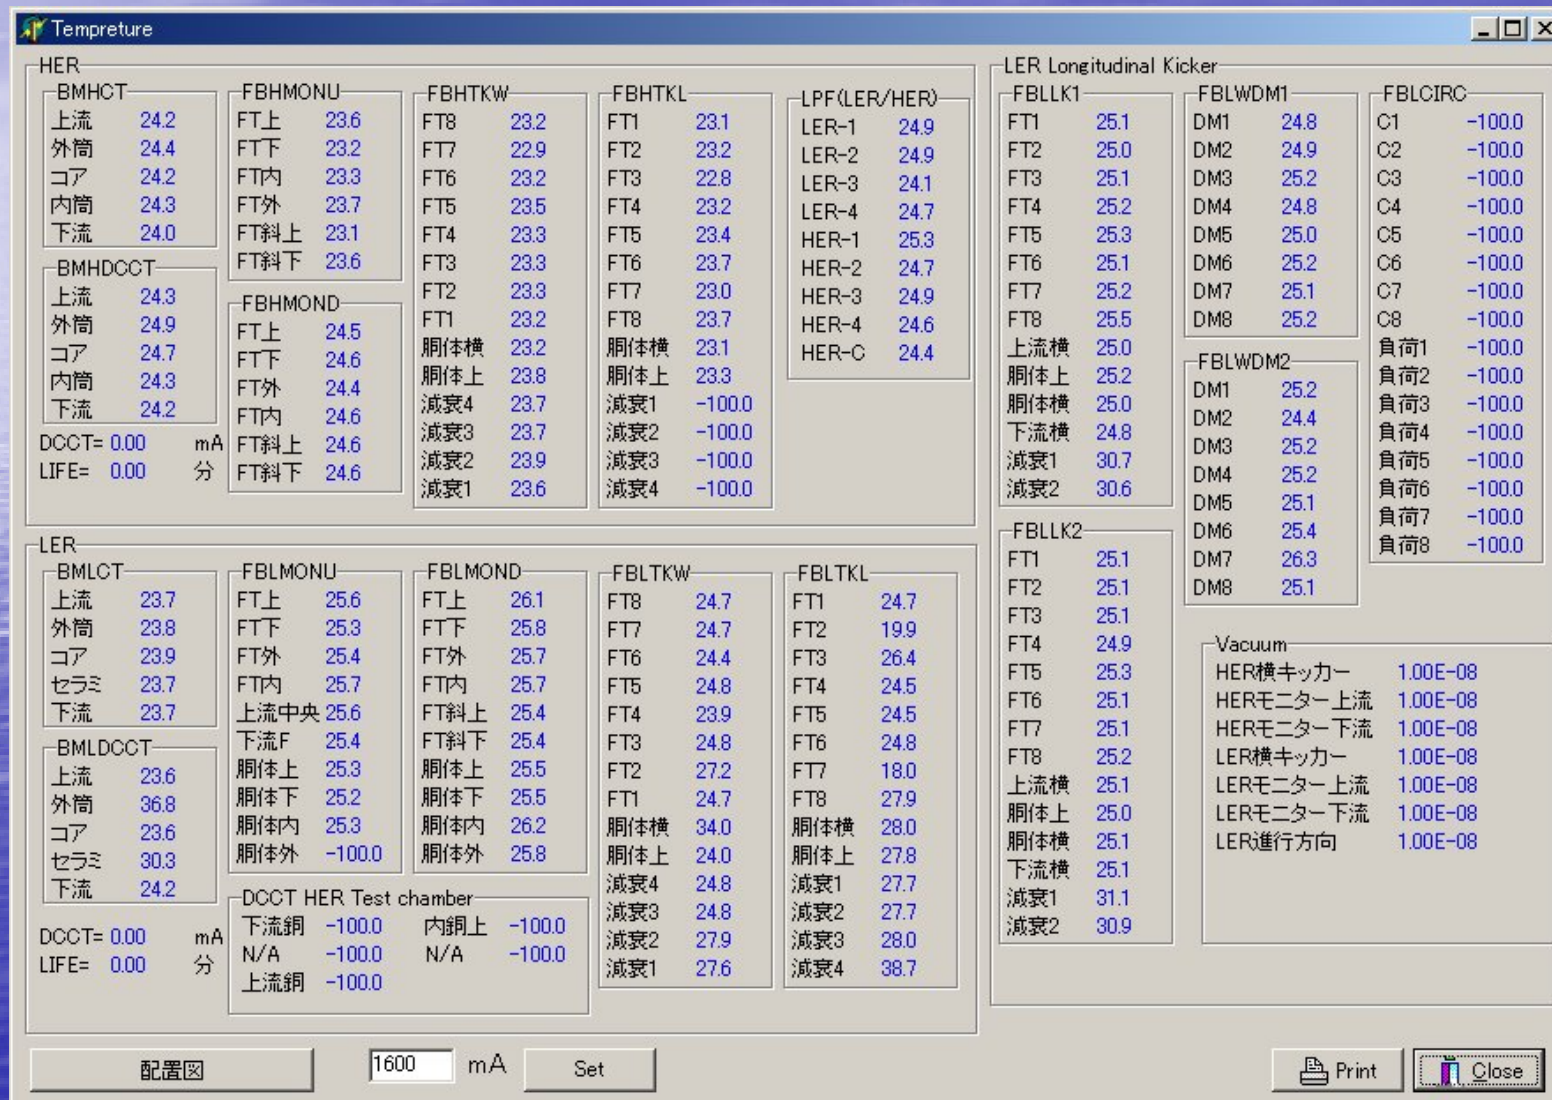 Tempreture
HER
BMHCT
上流 24.2
外筒 24.4
コア 24.2
内筒 24.3
下流 24.0
BMHDCCT
上流 24.3
外筒 24.9
コア 24.7
内筒 24.3
下流 24.2
DCCT= 0.00 mA
LIFE= 0.00 分
FBHMONU
FT上 23.6
FT下 23.2
FT内 23.3
FT外 23.7
FT斜上 23.1
FT斜下 23.6
FBHMOND
FT上 24.5
FT下 24.6
FT外 24.4
FT内 24.6
FT斜上 24.6
FT斜下 24.6
FBHTKW
FT8 23.2
FT7 22.9
FT6 23.2
FT5 23.5
FT4 23.3
FT3 23.3
FT2 23.3
FT1 23.2
胴体横 23.2
胴体上 23.8
減衰4 23.7
減衰3 23.7
減衰2 23.9
減衰1 23.6
FBHTKL
FT1 23.1
FT2 23.2
FT3 22.8
FT4 23.2
FT5 23.4
FT6 23.7
FT7 23.0
FT8 23.7
胴体横 23.1
胴体上 23.3
減衰1 -100.0
減衰2 -100.0
減衰3 -100.0
減衰4 -100.0
LPF(LER/HER)
LER-1 24.9
LER-2 24.9
LER-3 24.1
LER-4 24.7
HER-1 25.3
HER-2 24.7
HER-3 24.9
HER-4 24.6
HER-C 24.4
LER
BMLCT
上流 23.7
外筒 23.8
コア 23.9
セラミ 23.7
下流 23.7
BMLDCCT
上流 23.6
外筒 36.8
コア 23.6
セラミ 30.3
下流 24.2
DCCT= 0.00 mA
LIFE= 0.00 分
FBLMONU
FT上 25.6
FT下 25.3
FT外 25.4
FT内 25.7
上流中央 25.6
下流F 25.4
胴体上 25.3
胴体下 25.2
胴体内 25.3
胴体外 -100.0
FBLMOND
FT上 26.1
FT下 25.8
FT外 25.7
FT内 25.7
FT斜上 25.4
FT斜下 25.4
胴体上 25.5
胴体下 25.5
胴体内 26.2
胴体外 25.8
DCCT HER Test chamber
下流銅 -100.0 内銅上 -100.0
N/A -100.0 N/A -100.0
上流銅 -100.0
FBLTKW
FT8 24.7
FT7 24.7
FT6 24.4
FT5 24.8
FT4 23.9
FT3 24.8
FT2 27.2
FT1 24.7
胴体横 34.0
胴体上 24.0
減衰4 24.8
減衰3 24.8
減衰2 27.9
減衰1 27.6
FBLTKL
FT1 24.7
FT2 19.9
FT3 26.4
FT4 24.5
FT5 24.5
FT6 24.8
FT7 18.0
FT8 27.9
胴体横 28.0
胴体上 27.8
減衰1 27.7
減衰2 27.7
減衰3 28.0
減衰4 38.7
LER Longitudinal Kicker
FBLLK1
FT1 25.1
FT2 25.0
FT3 25.1
FT4 25.2
FT5 25.3
FT6 25.1
FT7 25.2
FT8 25.5
上流横 25.0
胴体上 25.2
胴体横 25.0
下流横 24.8
減衰1 30.7
減衰2 30.6
FBLLK2
FT1 25.1
FT2 25.1
FT3 25.1
FT4 24.9
FT5 25.3
FT6 25.1
FT7 25.1
FT8 25.2
上流横 25.1
胴体上 25.0
胴体横 25.1
下流横 25.1
減衰1 31.1
減衰2 30.9
FBLWDM1
DM1 24.8
DM2 24.9
DM3 25.2
DM4 24.8
DM5 25.0
DM6 25.2
DM7 25.1
DM8 25.2
FBLWDM2
DM1 25.2
DM2 24.4
DM3 25.2
DM4 25.2
DM5 25.1
DM6 25.4
DM7 26.3
DM8 25.1
FBLCIRC
C1 -100.0
C2 -100.0
C3 -100.0
C4 -100.0
C5 -100.0
C6 -100.0
C7 -100.0
C8 -100.0
負荷1 -100.0
負荷2 -100.0
負荷3 -100.0
負荷4 -100.0
負荷5 -100.0
負荷6 -100.0
負荷7 -100.0
負荷8 -100.0
Vacuum
HER横キッカー 1.00E-08
HERモニター上流 1.00E-08
HERモニター下流 1.00E-08
LER横キッカー 1.00E-08
LERモニター上流 1.00E-08
LERモニター下流 1.00E-08
LER進行方向 1.00E-08
配置図 1600 mA Set Print Close